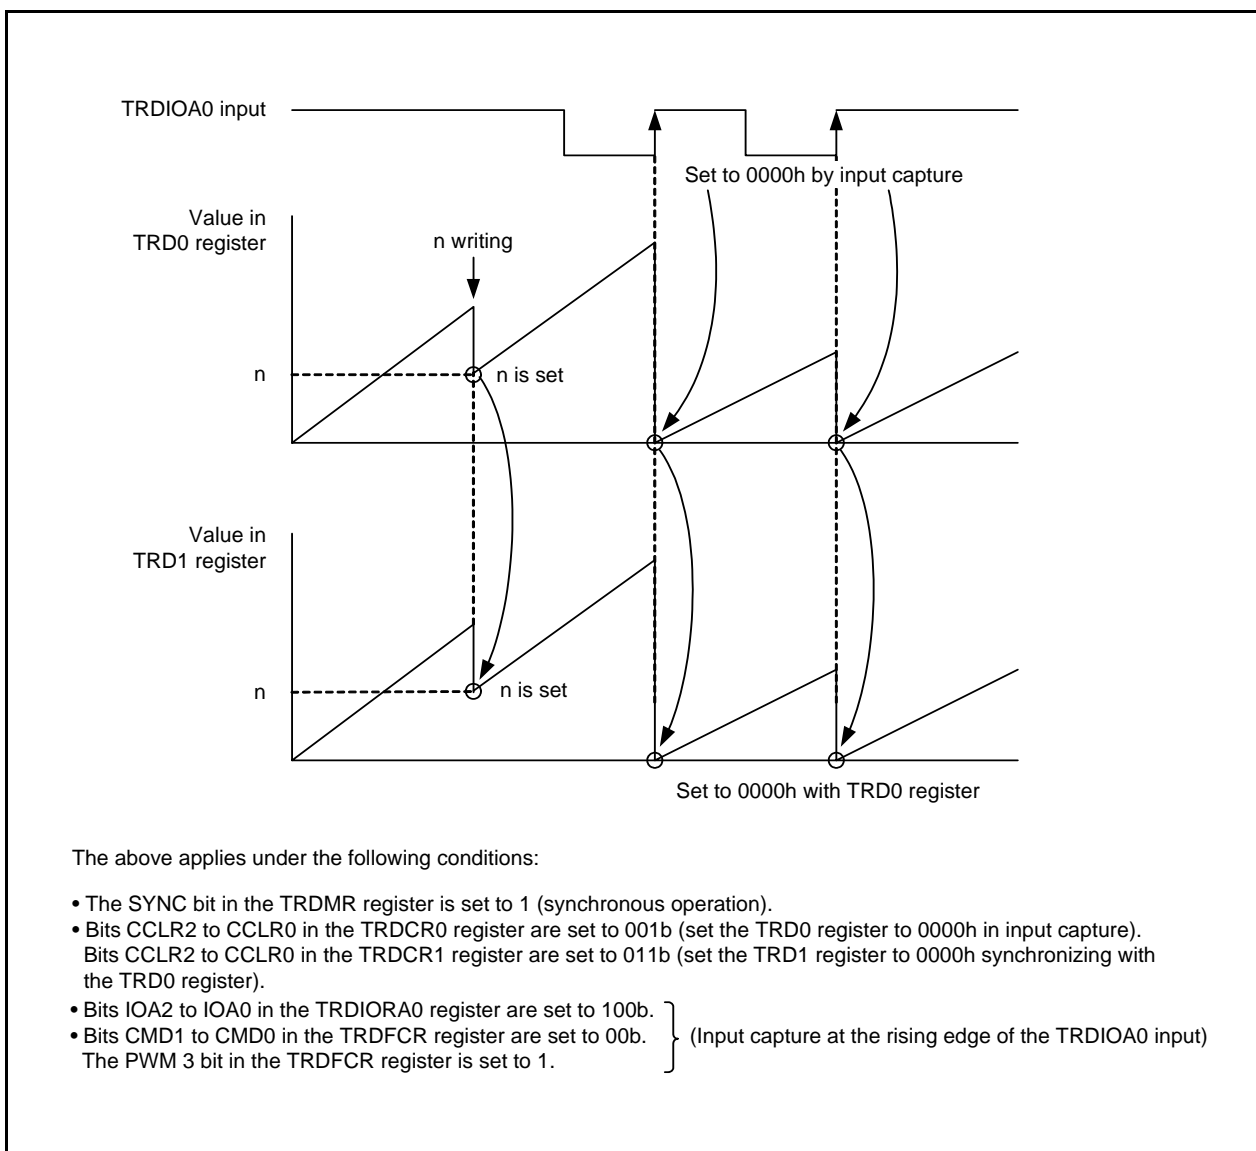 TRDIOA0 input
Set to 0000h by input capture
Value in
TRD0 register
n writing
n
n is set
Value in
TRD1 register
n
n is set
Set to 0000h with TRD0 register
The above applies under the following conditions:
• The SYNC bit in the TRDMR register is set to 1 (synchronous operation).
• Bits CCLR2 to CCLR0 in the TRDCR0 register are set to 001b (set the TRD0 register to 0000h in input capture).
Bits CCLR2 to CCLR0 in the TRDCR1 register are set to 011b (set the TRD1 register to 0000h synchronizing with
the TRD0 register).
• Bits IOA2 to IOA0 in the TRDIORA0 register are set to 100b.
• Bits CMD1 to CMD0 in the TRDFCR register are set to 00b.
The PWM 3 bit in the TRDFCR register is set to 1.
(Input capture at the rising edge of the TRDIOA0 input)